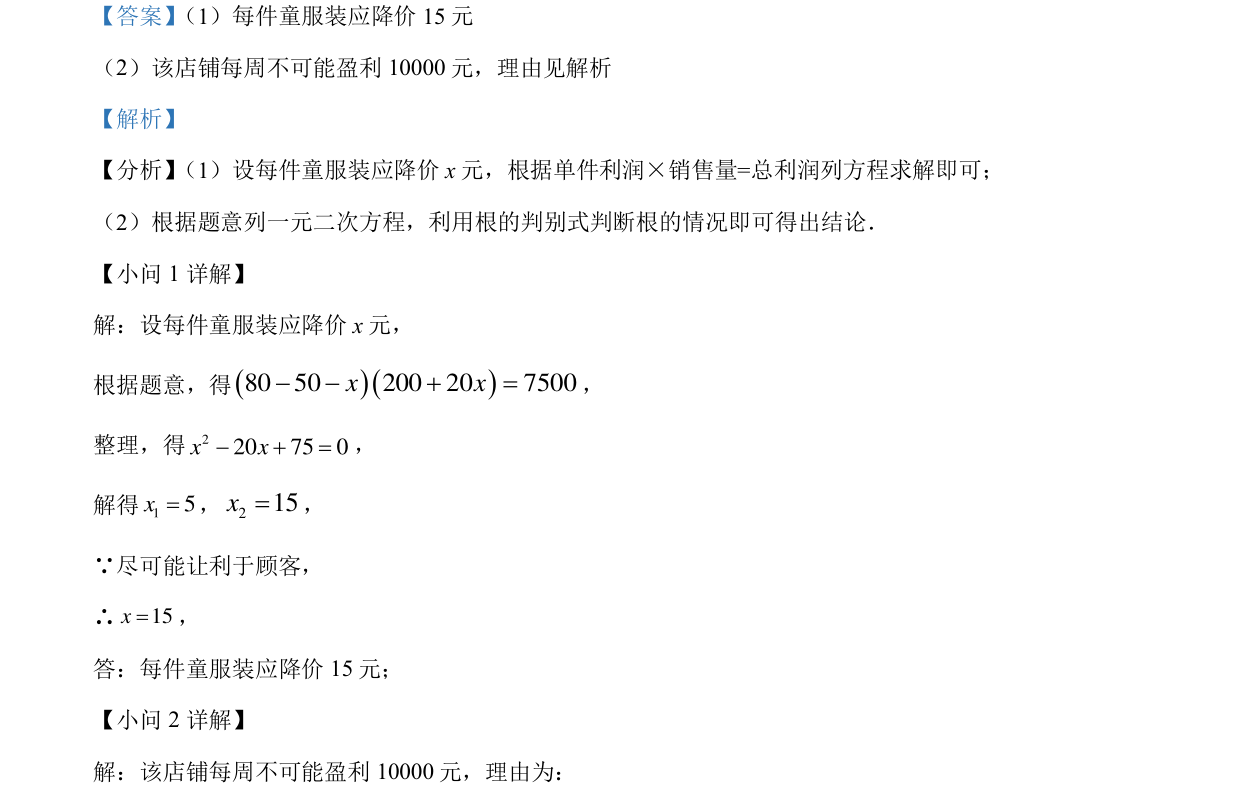 【答案】（1）每件童服装应降价 15 元
（2）该店铺每周不可能盈利 10000 元，理由见解析
【解析】
【分析】（1）设每件童服装应降价 x 元，根据单件利润×销售量=总利润列方程求解即可；
（2）根据题意列一元二次方程，利用根的判别式判断根的情况即可得出结论．
【小问 1 详解】
解：设每件童服装应降价 x 元，
根据题意，得(80−50−x)(200+20x)=7500，
整理，得 x²−20x+75=0，
解得 x₁=5，x₂=15，
∵尽可能让利于顾客，
∴ x=15，
答：每件童服装应降价 15 元；
【小问 2 详解】
解：该店铺每周不可能盈利 10000 元，理由为：